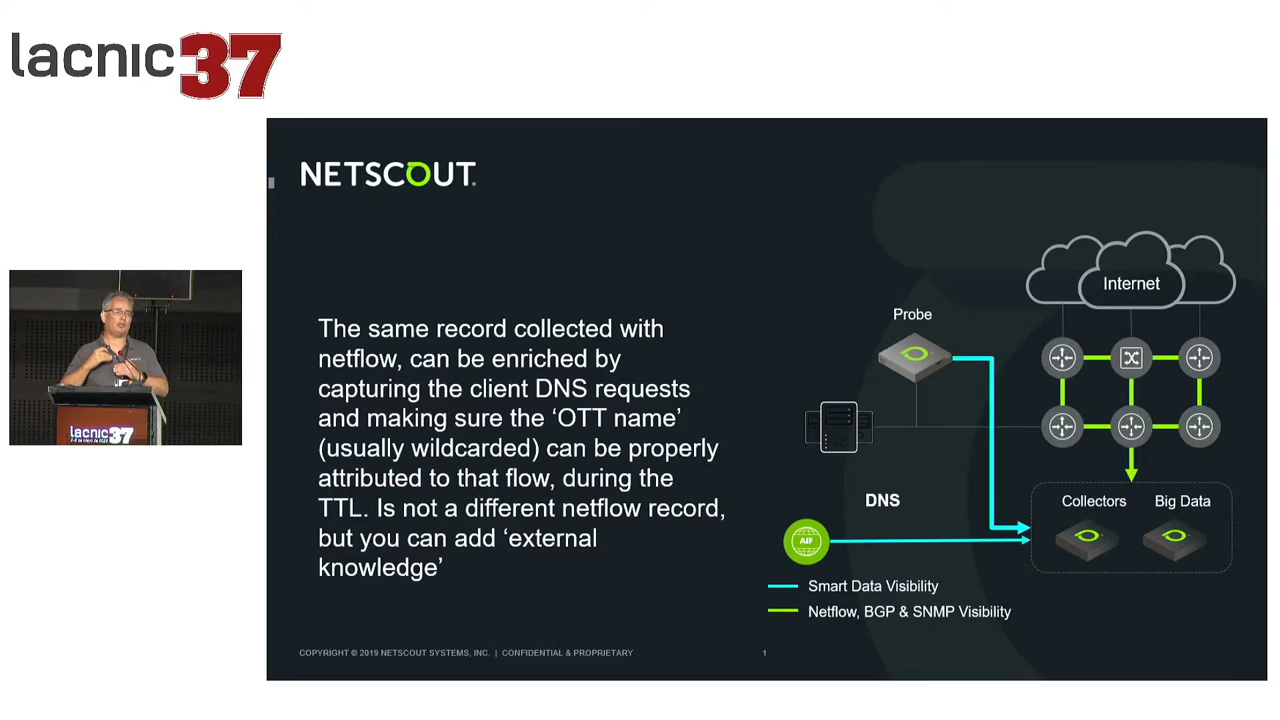 lacnic37
NETSCOUT
The same record collected with
netflow, can be enriched by
capturing the client DNS requests
and making sure the ‘OTT name’
(usually wildcarded) can be properly
attributed to that flow, during the
TTL. Is not a different netflow record,
but you can add ‘external
knowledge’
Internet
Probe
DNS
Collectors
Big Data
AIF
Smart Data Visibility
Netflow, BGP & SNMP Visibility
COPYRIGHT © 2019 NETSCOUT SYSTEMS, INC. | CONFIDENTIAL & PROPRIETARY
1
lacnic37